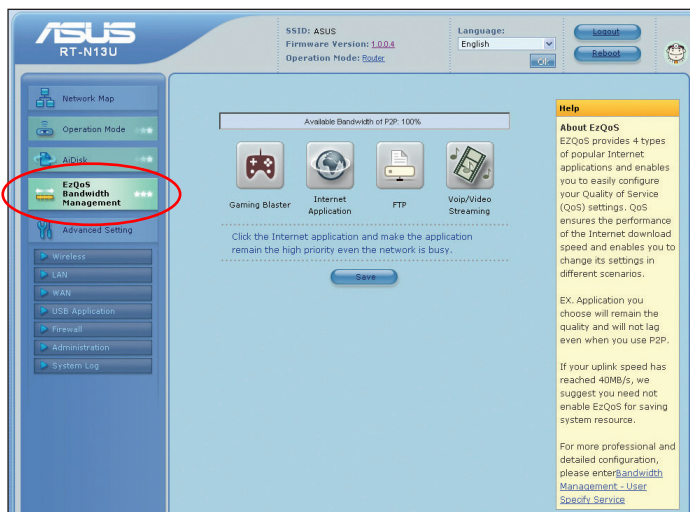 ASUS
RT-N13U
SSID: ASUS
Firmware Version: 1.0.0.4
Operation Mode: Router
Language:
English
OK
Logout
Reboot
Network Map
Operation Mode
AiDisk
EzQoS
Bandwidth
Management
Advanced Setting
Wireless
LAN
WAN
USB Application
Firewall
Administration
System Log
Available Bandwidth of P2P: 100%
Gaming Blaster
Internet
Application
FTP
Voip/Video
Streaming
Click the Internet application and make the application
remain the high priority even the network is busy.
Save
Help
About EzQoS
EZQoS provides 4 types
of popular Internet
applications and enables
you to easily configure
your Quality of Service
(QoS) settings. QoS
ensures the performance
of the Internet download
speed and enables you to
change its settings in
different scenarios.
EX. Application you
choose will remain the
quality and will not lag
even when you use P2P.
If your uplink speed has
reached 40MB/s, we
suggest you need not
enable EzQoS for saving
system resource.
For more professional and
detailed configuration,
please enterBandwidth
Management - User
Specify Service